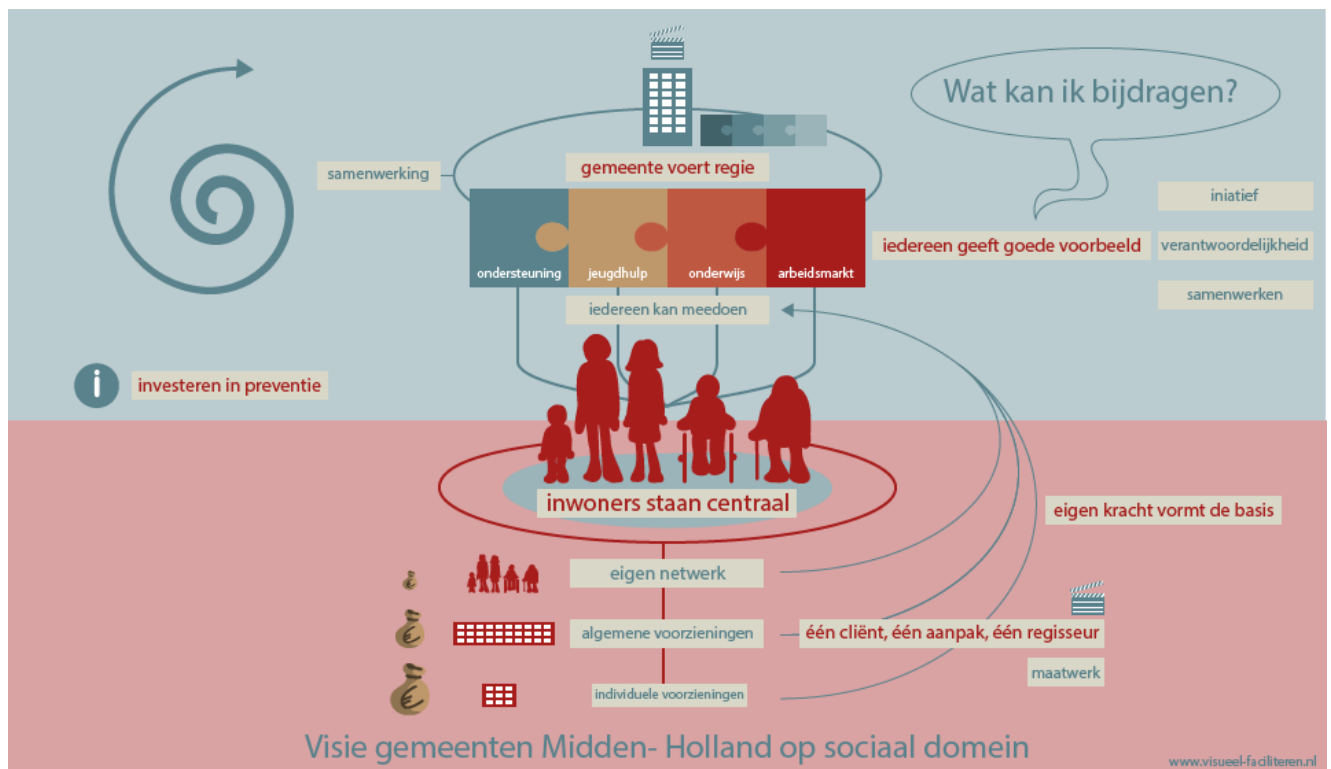 Wat kan ik bijdragen?
samenwerking
gemeente voert regie
iniatief
iedereen geeft goede voorbeeld
verantwoordelijkheid
ondersteuning
jeugdhulp
onderwijs
arbeidsmarkt
samenwerken
iedereen kan meedoen
i
investeren in preventie
inwoners staan centraal
eigen kracht vormt de basis
eigen netwerk
€
algemene voorzieningen
één cliënt, één aanpak, één regisseur
maatwerk
€
individuele voorzieningen
Visie gemeenten Midden- Holland op sociaal domein
www.visueel-faciliteren.nl